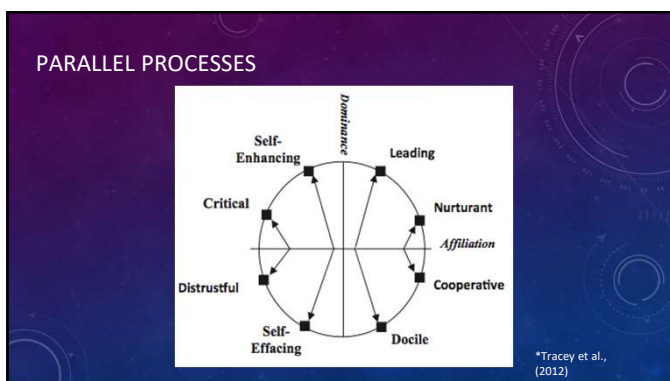 PARALLEL PROCESSES
Dominance
Self-
Enhancing
Leading
Critical
Nurturant
Affiliation
Distrustful
Cooperative
Self-
Effacing
Docile
*Tracey et al.,
(2012)